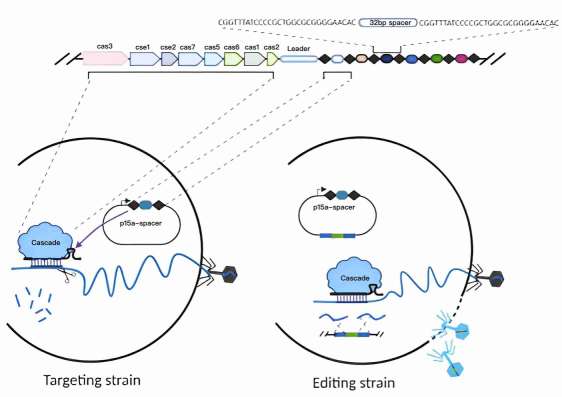 CGGTTTATCCCCGCTGGCGCGGGGAACAC 32bp spacer CGGTTTATCCCCGCTGGCGCGGGGAACAC
cas3 cse1 cse2 cas7 cas5 cas6 cas1 cas2 Leader
p15a-spacer
Cascade
p15a-spacer
Cascade
Targeting strain
Editing strain